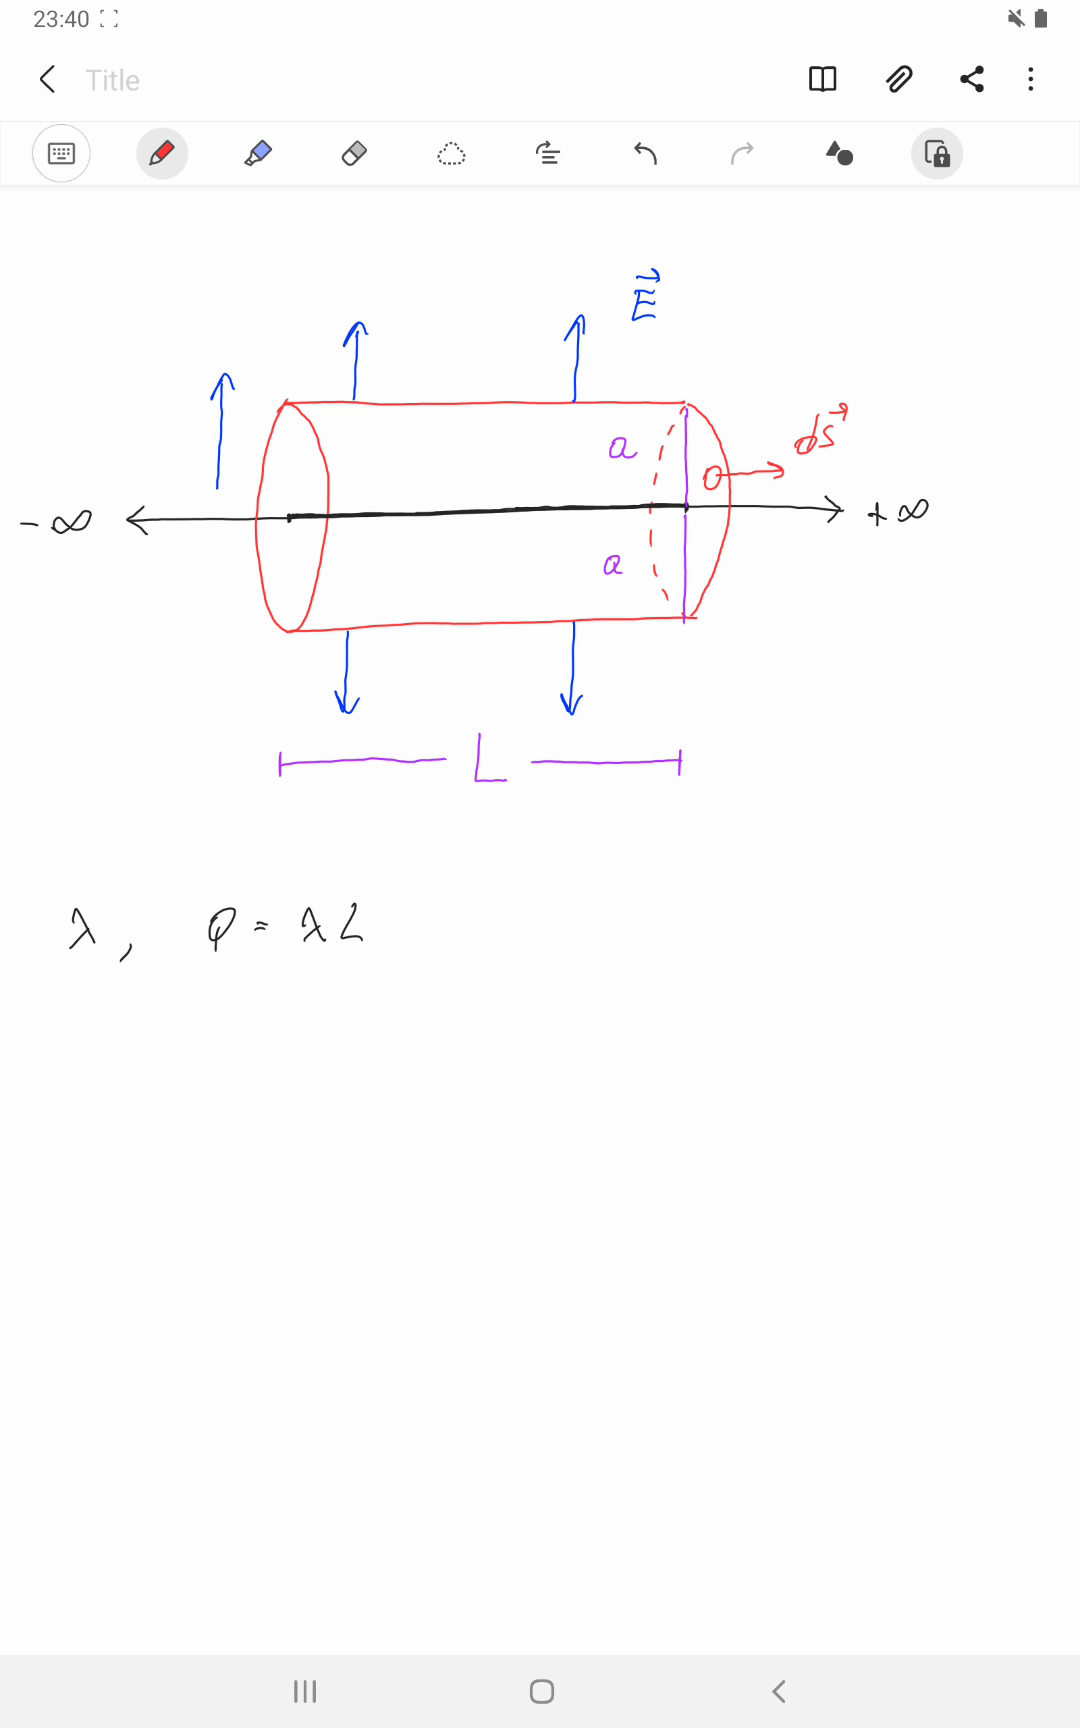 23:40
Title
E⃗
a
dS⃗
-∞
+∞
a
L
λ, Q = λL